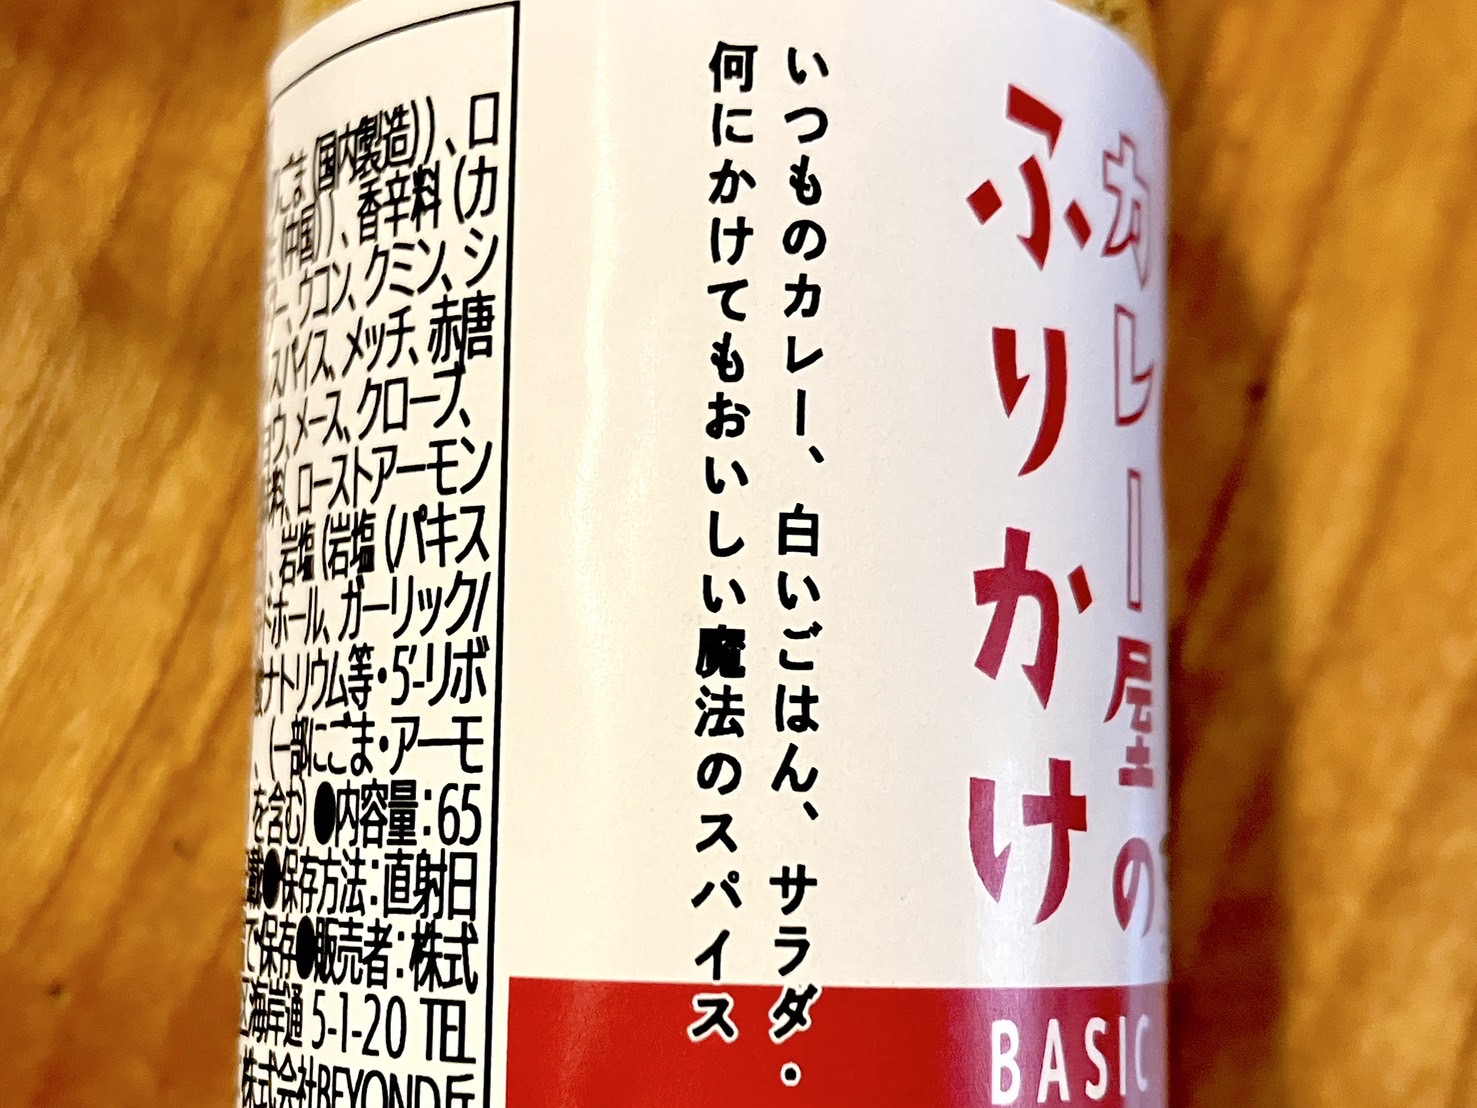 カレー屋の
ふりかけ
BASIC
いつものカレー、白いごはん、サラダ・
何にかけてもおいしい魔法のスパイス
ごま(国内製造))、ロ
(中国))、香辛料(カ
ー、ウコン、クミン、シ
スパイス、メッチ、赤唐
ウ、メース、クローブ、
料、ローストアーモン
、岩塩(岩塩(パキス
ドホール、ガーリック/
ナトリウム等・5'-リボ
、(一部にごま・アーモ
を含む)●内容量:65
載●保存方法:直射日
で保存●販売者:株式
区海岸通5-1-20 TEL
株式会社BEYOND丘